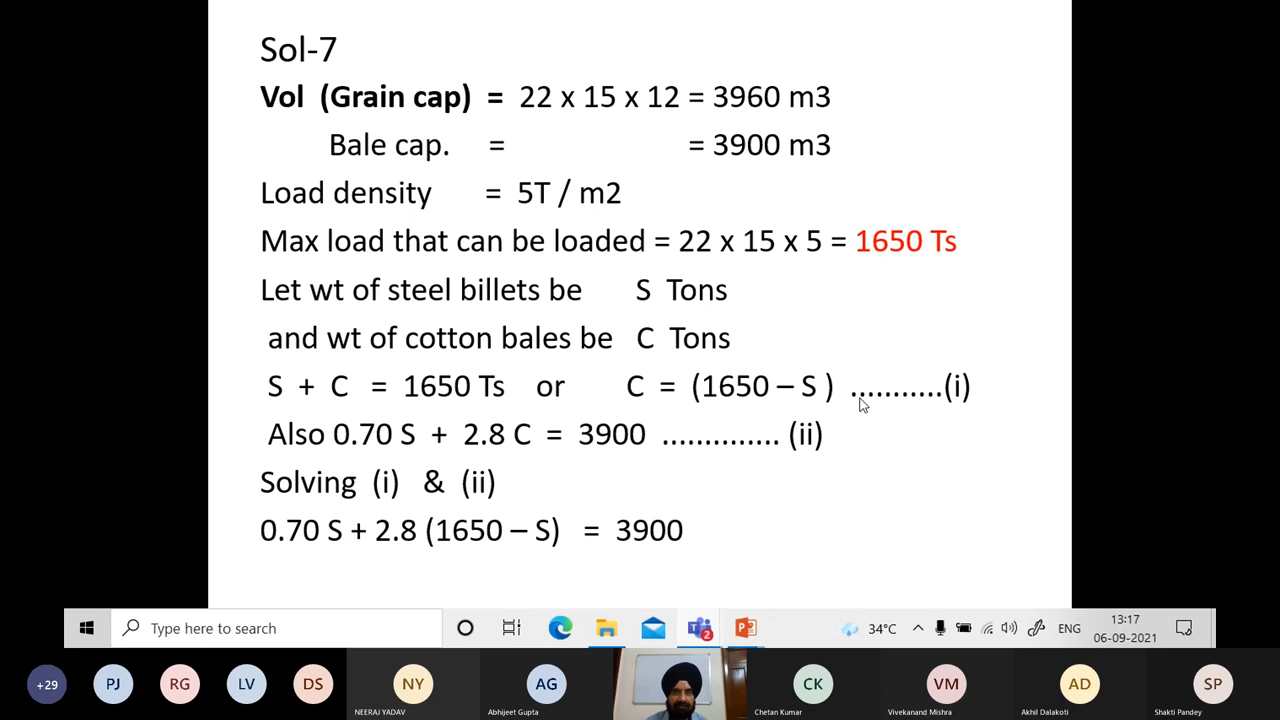 Sol-7
Vol (Grain cap) = 22 x 15 x 12 = 3960 m3
Bale cap. = = 3900 m3
Load density = 5T / m2
Max load that can be loaded = 22 x 15 x 5 = 1650 Ts
Let wt of steel billets be S Tons
and wt of cotton bales be C Tons
S + C = 1650 Ts or C = (1650 – S ) ...........(i)
Also 0.70 S + 2.8 C = 3900 .............. (ii)
Solving (i) & (ii)
0.70 S + 2.8 (1650 – S) = 3900
Type here to search
2
34°C
ENG
13:17
06-09-2021
+29
PJ
RG
LV
DS
NY
AG
CK
VM
AD
SP
NEERAJ YADAV
Abhijeet Gupta
Chetan Kumar
Vivekanand Mishra
Akhil Dalakoti
Shakti Pandey